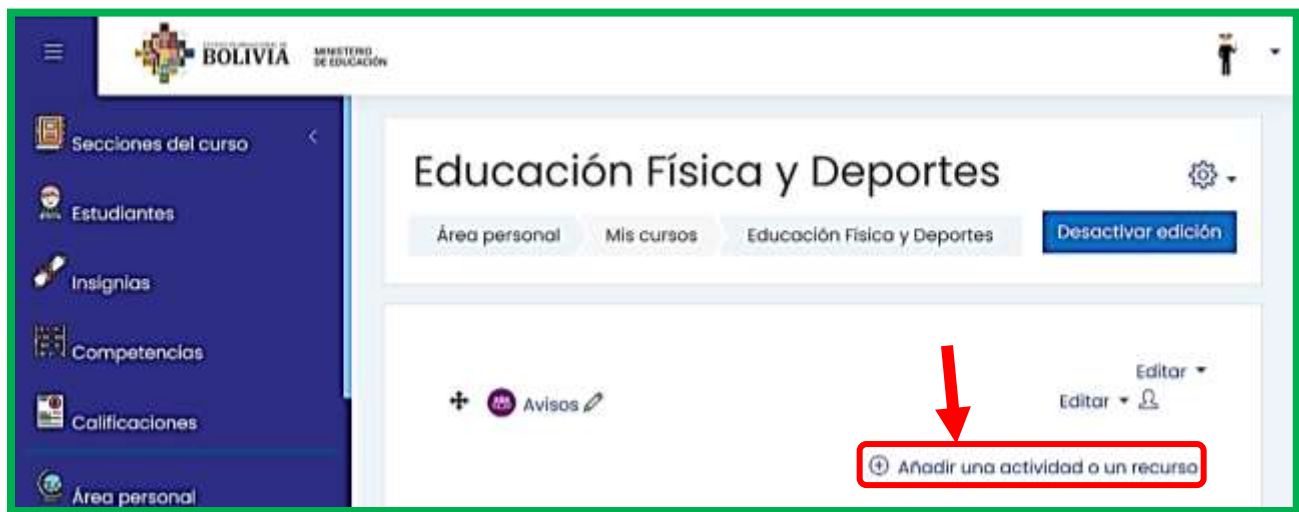 BOLIVIA
MINISTERIO
DE EDUCACIÓN
Secciones del curso
Estudiantes
Insignias
Competencias
Calificaciones
Área personal
Educación Física y Deportes
Área personal
Mis cursos
Educación Física y Deportes
Desactivar edición
Editar
Avisos
Editar
Añadir una actividad o un recurso